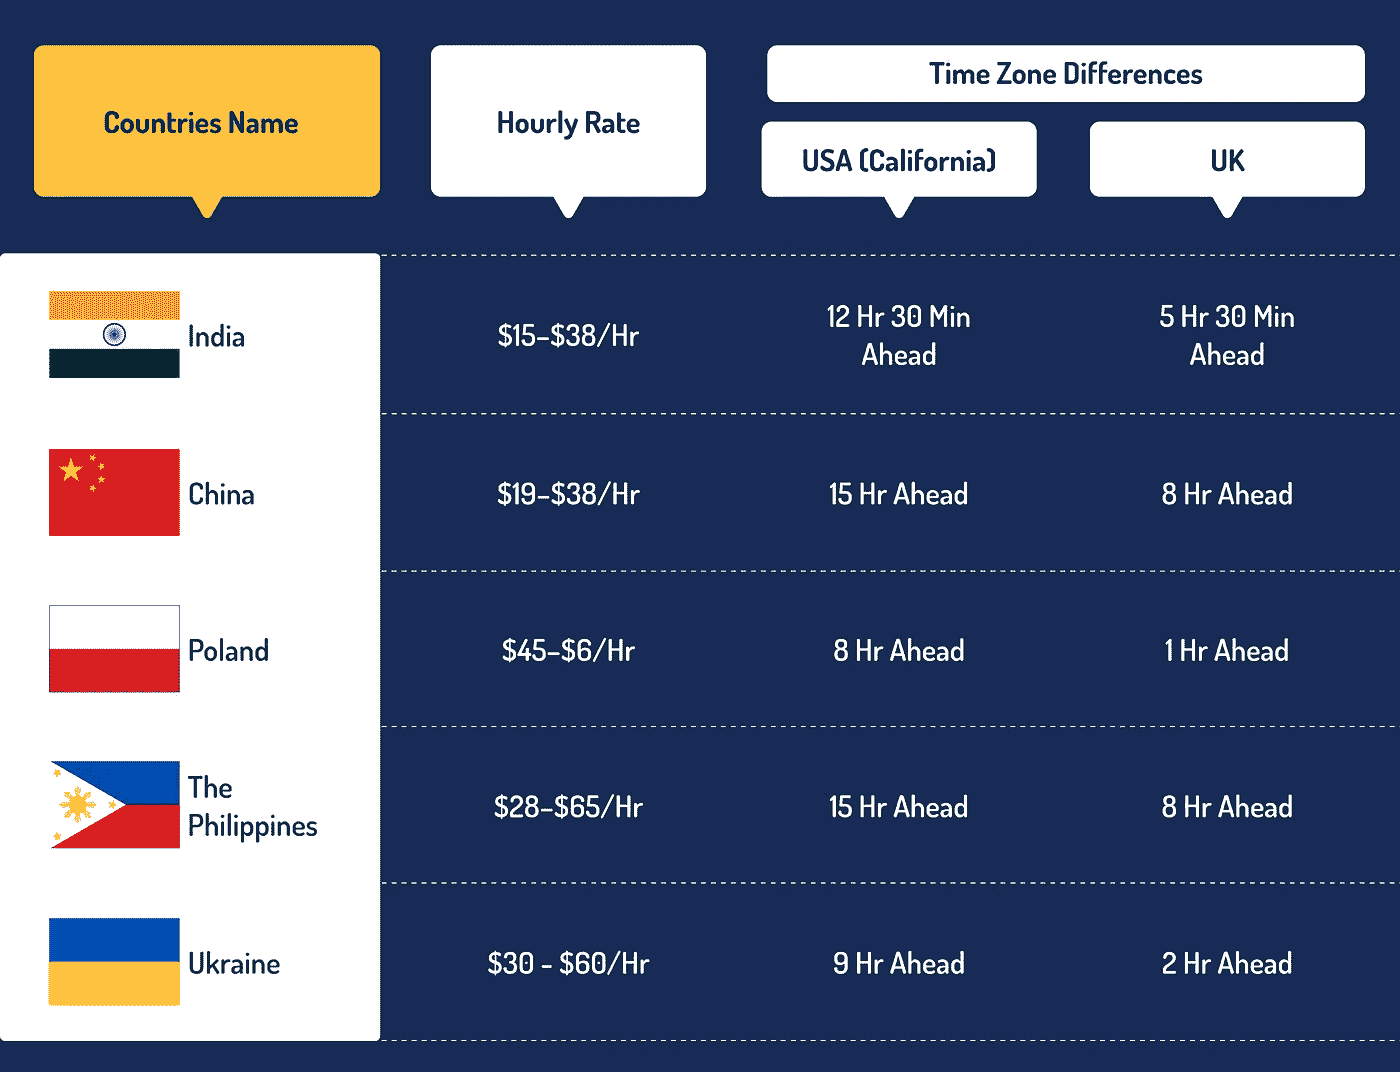 Countries Name
Hourly Rate
Time Zone Differences
USA (California)
UK
India
$15–$38/Hr
12 Hr 30 Min
Ahead
5 Hr 30 Min
Ahead
China
$19–$38/Hr
15 Hr Ahead
8 Hr Ahead
Poland
$45–$6/Hr
8 Hr Ahead
1 Hr Ahead
The
Philippines
$28–$65/Hr
15 Hr Ahead
8 Hr Ahead
Ukraine
$30 - $60/Hr
9 Hr Ahead
2 Hr Ahead